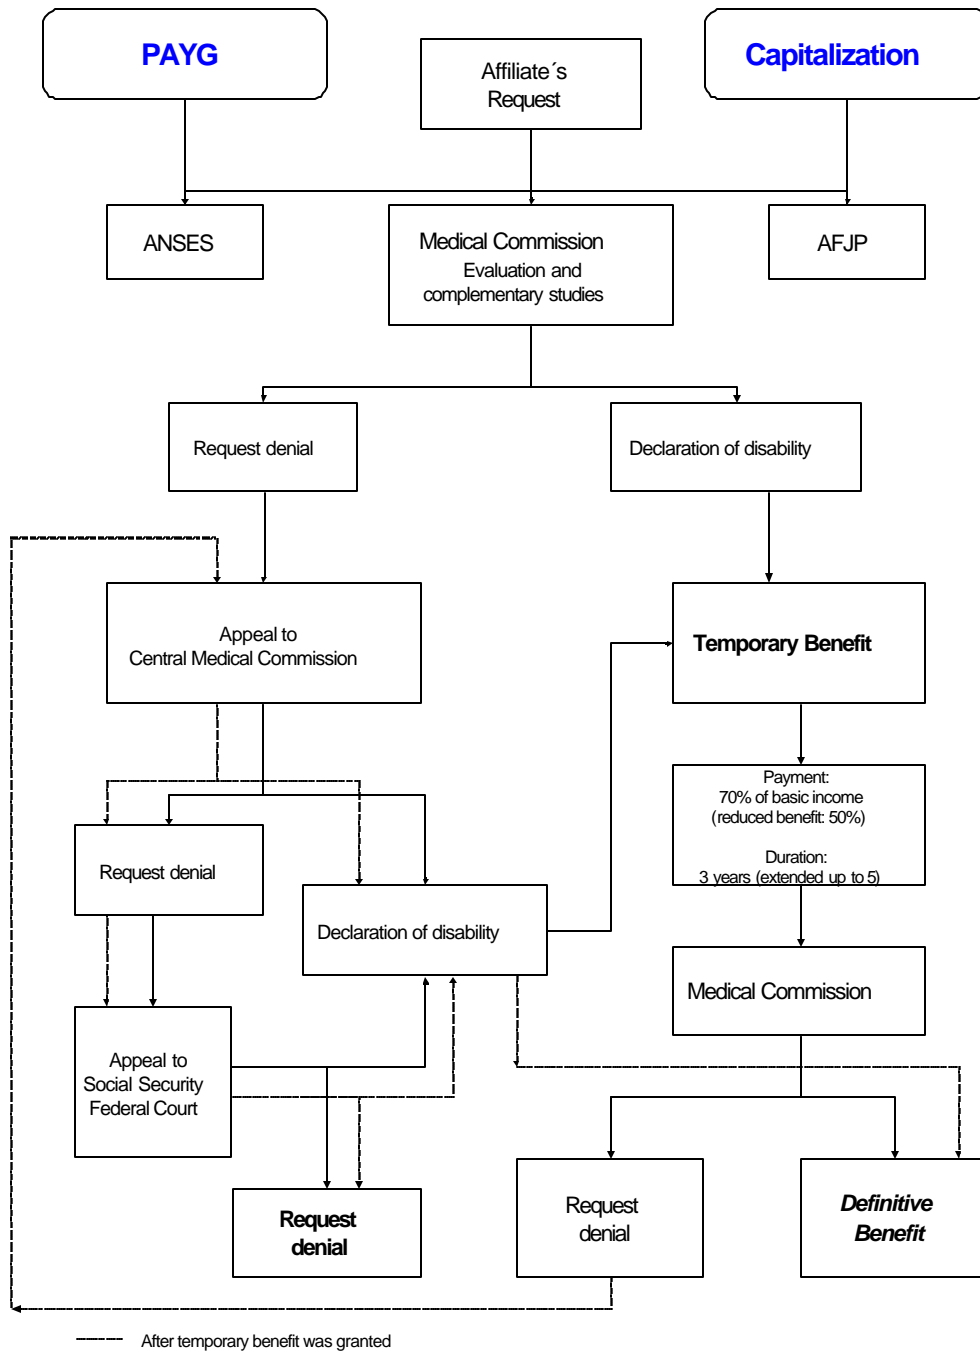 PAYG
Affiliate´s
Request
Capitalization
ANSES
Medical Commission
Evaluation and
complementary studies
AFJP
Request denial
Declaration of disability
Appeal to
Central Medical Commission
Temporary Benefit
Payment:
70% of basic income
(reduced benefit: 50%)
Duration:
3 years (extended up to 5)
Request denial
Declaration of disability
Medical Commission
Appeal to
Social Security
Federal Court
Request
denial
Request
denial
Definitive
Benefit
After temporary benefit was granted